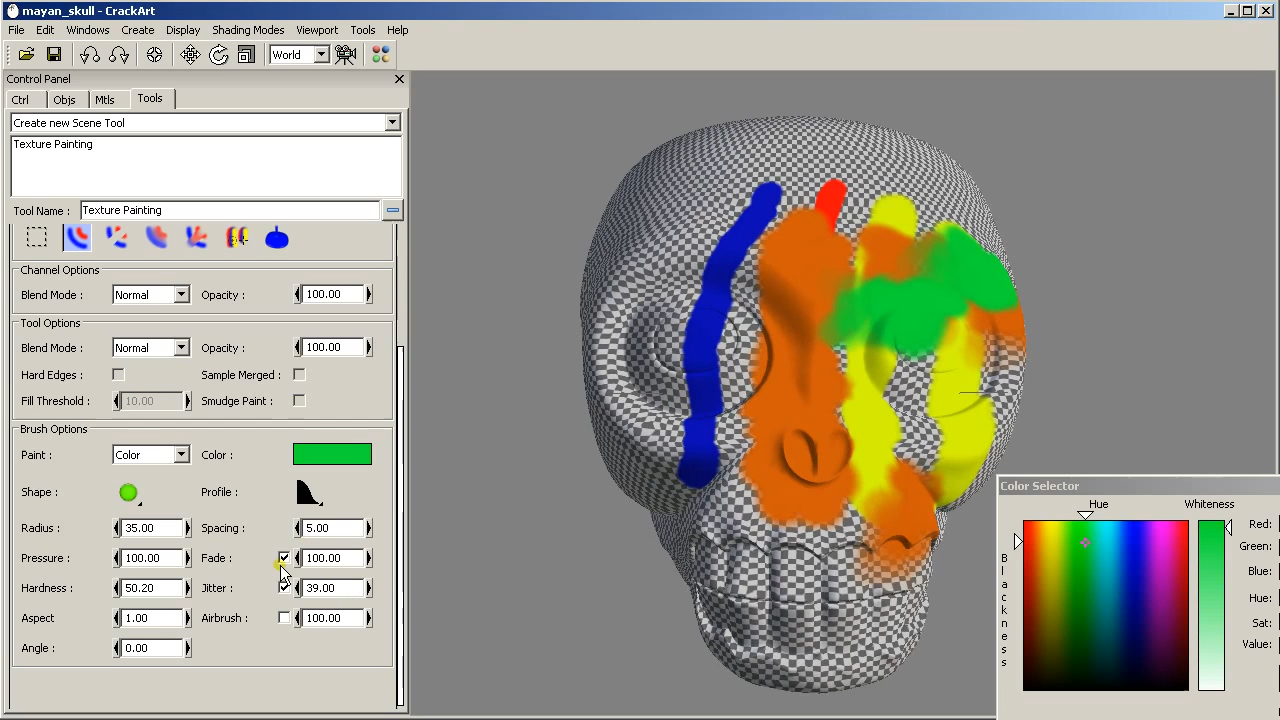 mayan_skull - CrackArt
File Edit Windows Create Display Shading Modes Viewport Tools Help
World
Control Panel
Ctrl Objs Mtls Tools
Create new Scene Tool
Texture Painting
Tool Name : Texture Painting
Channel Options
Blend Mode : Normal Opacity : 100.00
Tool Options
Blend Mode : Normal Opacity : 100.00
Hard Edges : Sample Merged :
Fill Threshold : 10.00 Smudge Paint :
Brush Options
Paint : Color Color :
Shape : Profile :
Radius : 35.00 Spacing : 5.00
Pressure : 100.00 Fade : 100.00
Hardness : 50.20 Jitter : 39.00
Aspect 1.00 Airbrush : 100.00
Angle : 0.00
Color Selector
Hue Whiteness
Blackness
Red:
Green:
Blue:
Hue:
Sat:
Value: